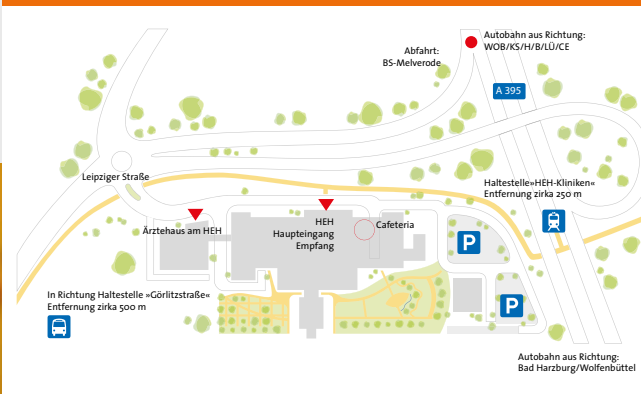 Autobahn aus Richtung:
WOB/KS/H/B/LÜ/CE
Abfahrt:
BS-Melverode
A 395
Leipziger Straße
Haltestelle»HEH-Kliniken«
Entfernung zirka 250 m
Ärztehaus am HEH
HEH
Haupteingang
Empfang
Cafeteria
P
P
In Richtung Haltestelle »Görlitzstraße«
Entfernung zirka 500 m
Autobahn aus Richtung:
Bad Harzburg/Wolfenbüttel